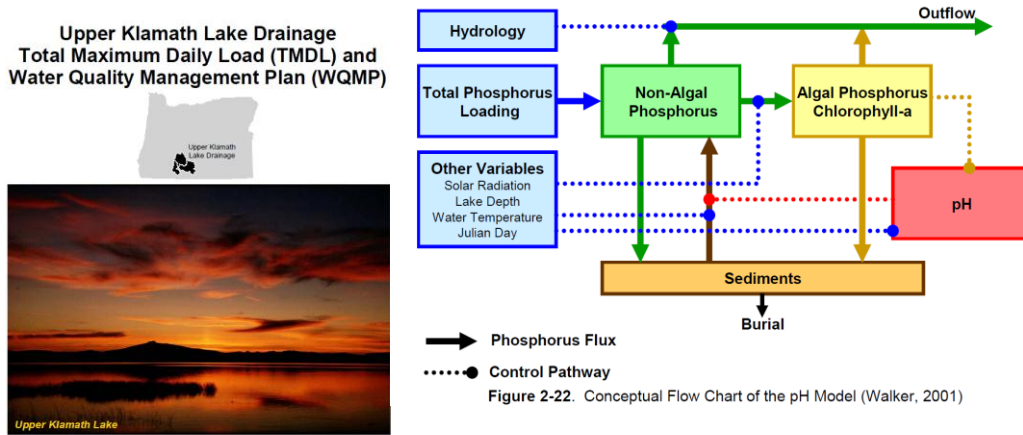 Upper Klamath Lake Drainage
Total Maximum Daily Load (TMDL) and
Water Quality Management Plan (WQMP)
Upper Klamath
Lake Drainage
Upper Klamath Lake
Hydrology
Outflow
Total Phosphorus
Loading
Non-Algal
Phosphorus
Algal Phosphorus
Chlorophyll-a
Other Variables
Solar Radiation
Lake Depth
Water Temperature
Julian Day
pH
Sediments
Burial
Phosphorus Flux
Control Pathway
Figure 2-22. Conceptual Flow Chart of the pH Model (Walker, 2001)